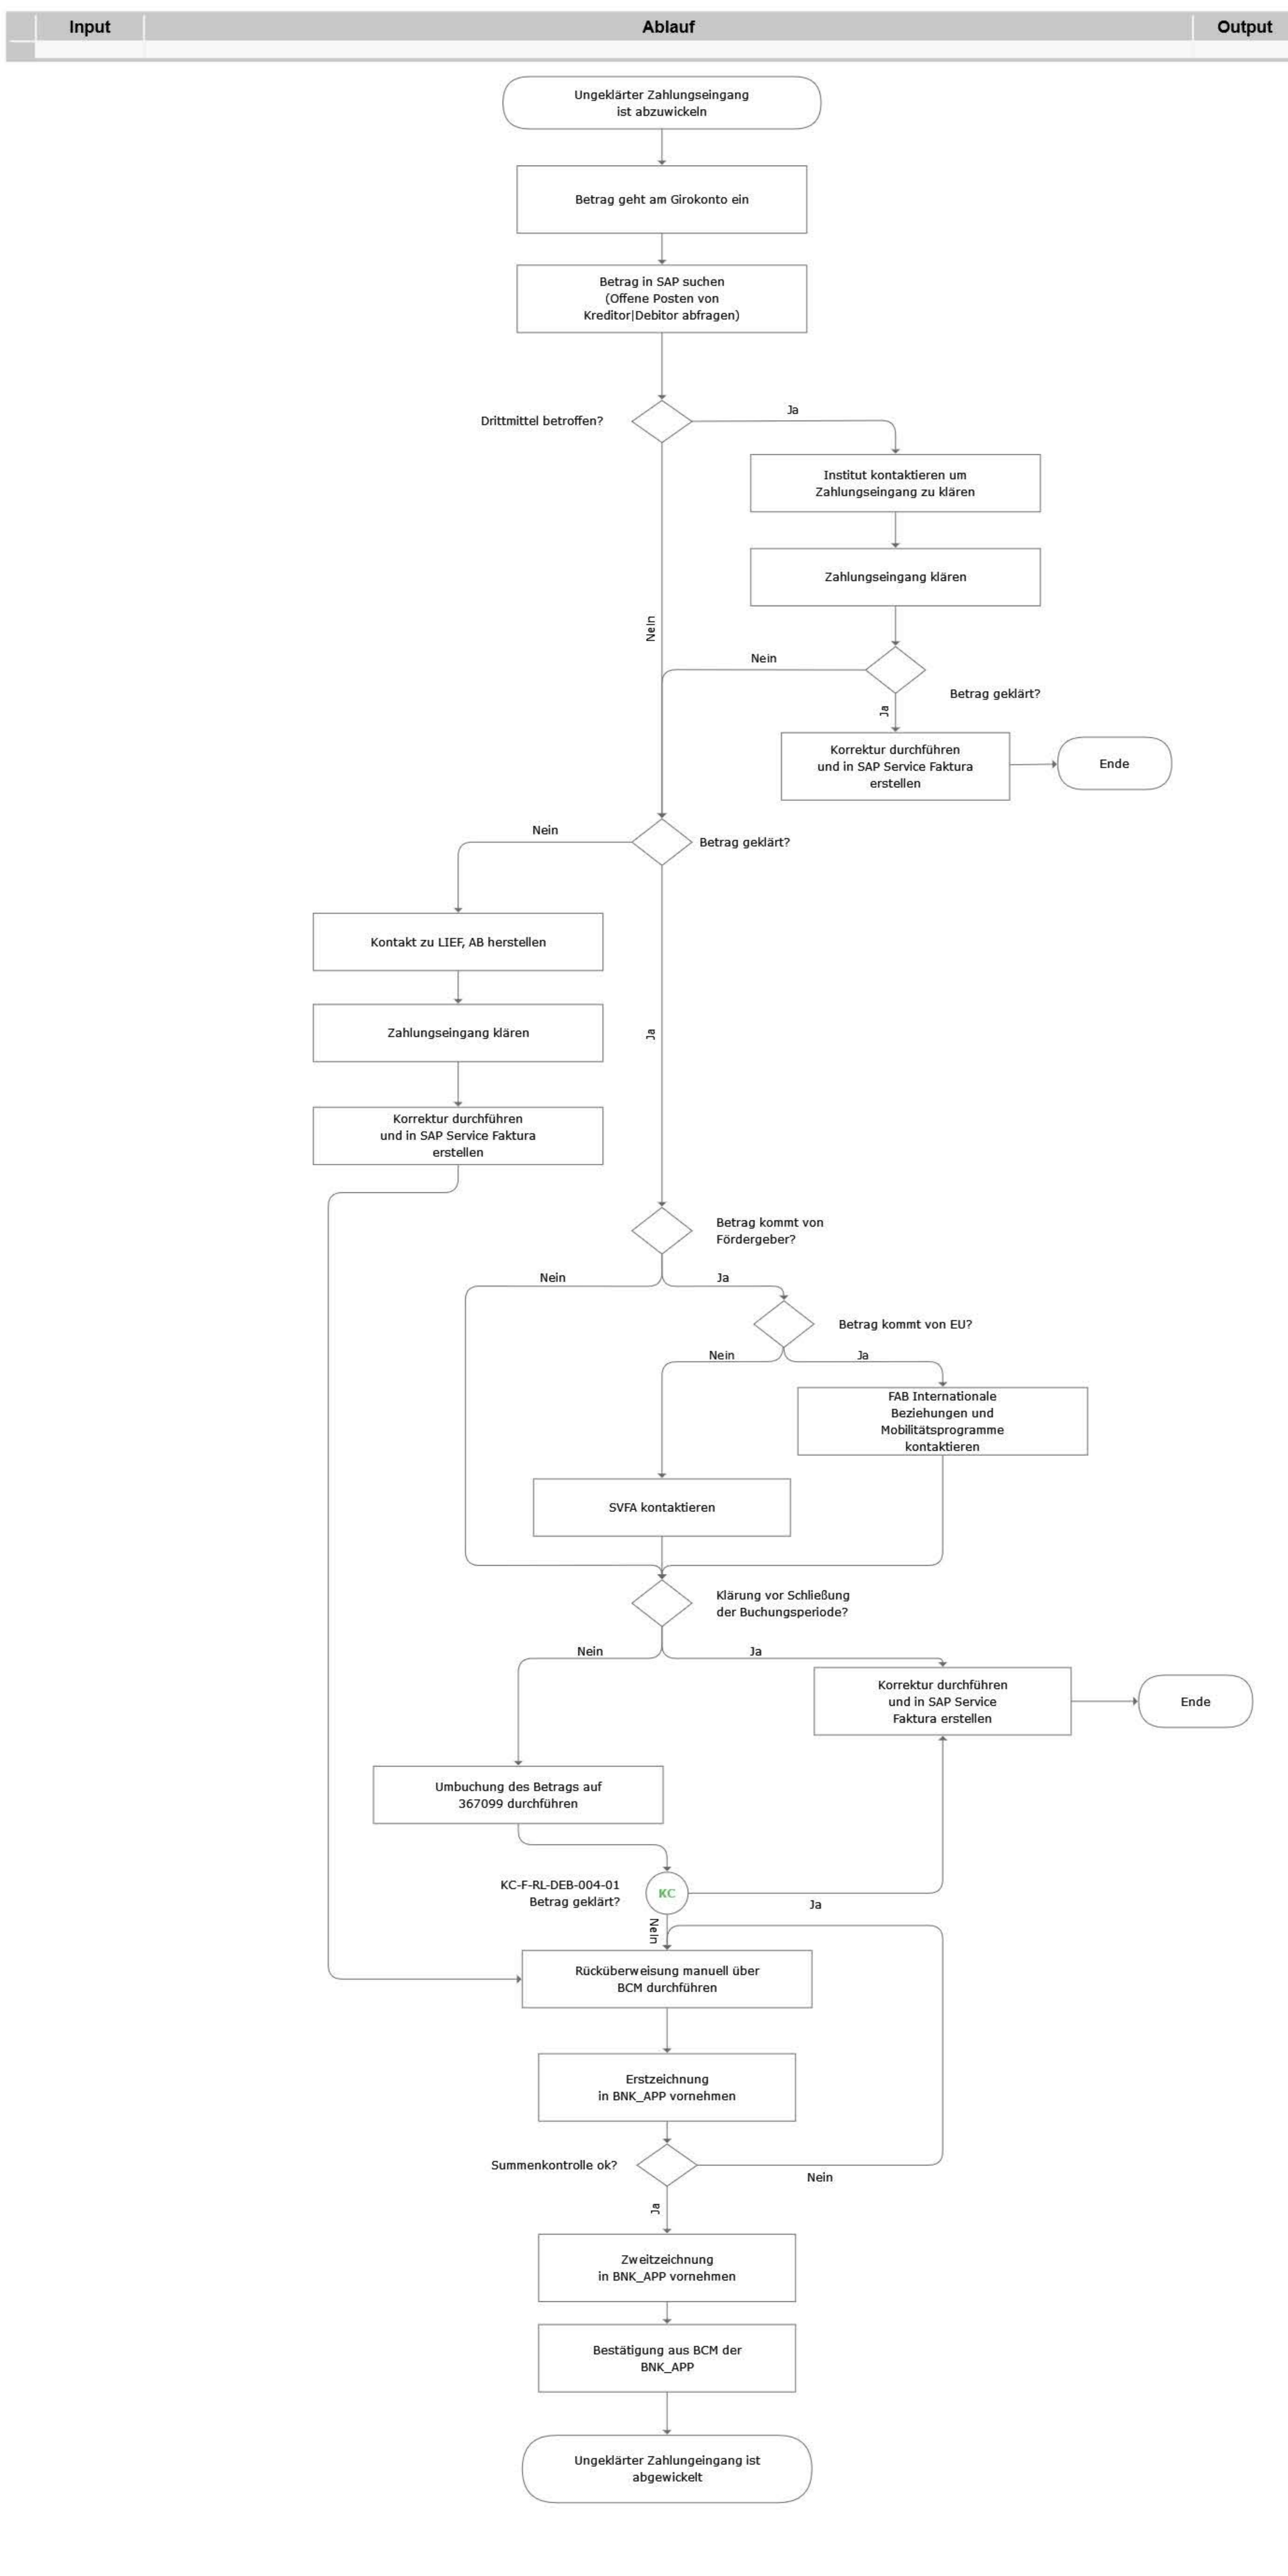 Input
Ablauf
Output
Ungeklärter Zahlungseingang
ist abzuwickeln
Betrag geht am Girokonto ein
Betrag in SAP suchen
(Offene Posten von
Kreditor|Debitor abfragen)
Drittmittel betroffen?
Ja
Institut kontaktieren um
Zahlungseingang zu klären
Zahlungseingang klären
Nein
Nein
Betrag geklärt?
Ja
Korrektur durchführen
und in SAP Service Faktura
erstellen
Ende
Nein
Betrag geklärt?
Kontakt zu LIEF, AB herstellen
Zahlungseingang klären
Ja
Korrektur durchführen
und in SAP Service Faktura
erstellen
Betrag kommt von
Fördergeber?
Nein
Ja
Betrag kommt von EU?
Nein
Ja
FAB Internationale
Beziehungen und
Mobilitätsprogramme
kontaktieren
SVFA kontaktieren
Klärung vor Schließung
der Buchungsperiode?
Nein
Ja
Korrektur durchführen
und in SAP Service
Faktura erstellen
Ende
Umbuchung des Betrags auf
367099 durchführen
KC-F-RL-DEB-004-01
Betrag geklärt?
KC
Ja
Nein
Rücküberweisung manuell über
BCM durchführen
Erstzeichnung
in BNK_APP vornehmen
Summenkontrolle ok?
Nein
Ja
Zweitzeichnung
in BNK_APP vornehmen
Bestätigung aus BCM der
BNK_APP
Ungeklärter Zahlungeingang ist
abgewickelt